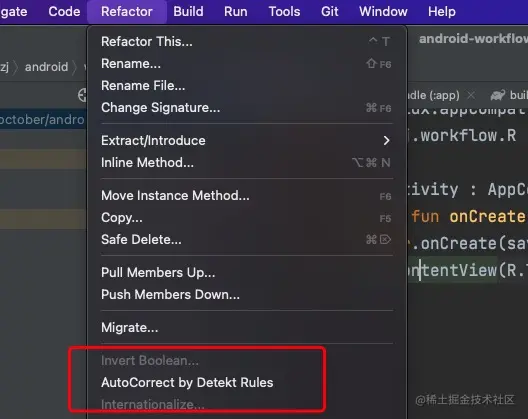 gate Code Refactor Build Run Tools Git Window Help
Refactor This... ^ T
android-workflow
Rename... ⇧ F6
zj 〉 android 〉
Rename File...
dle (:app) × buil
Change Signature... ⌘ F6
october/andro
Extract/Introduce >
.workflow.R
Inline Method... ⌥ ⌘ N
Move Instance Method... F6
tivity : AppCo
Copy... F5
fun onCreate
Safe Delete... ⌘ ⌦
r.onCreate(sav
Pull Members Up...
ntentView(R.
Push Members Down...
Migrate...
Invert Boolean...
AutoCorrect by Detekt Rules
Internationalize...
@稀土掘金技术社区